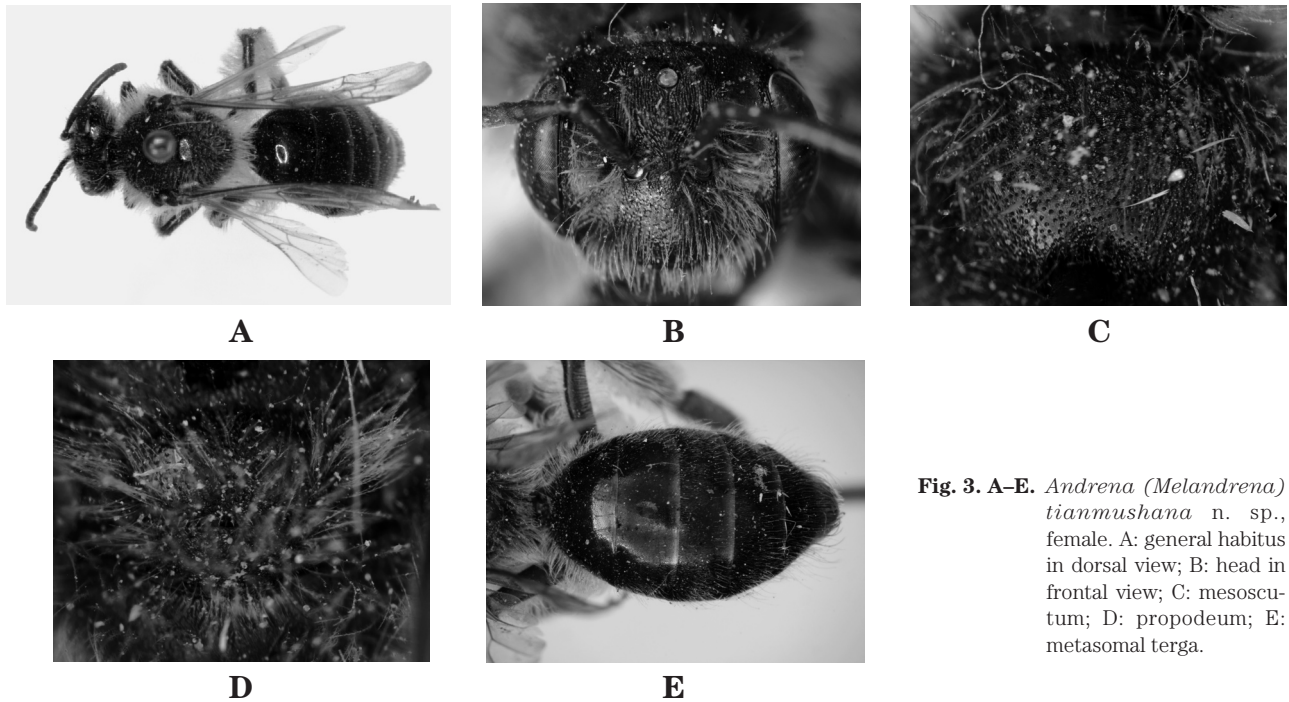 A
B
C
D
E
Fig. 3. A–E. Andrena (Melandrena)
tianmushana n. sp.,
female. A: general habitus
in dorsal view; B: head in
frontal view; C: mesoscu-
tum; D: propodeum; E:
metasomal terga.